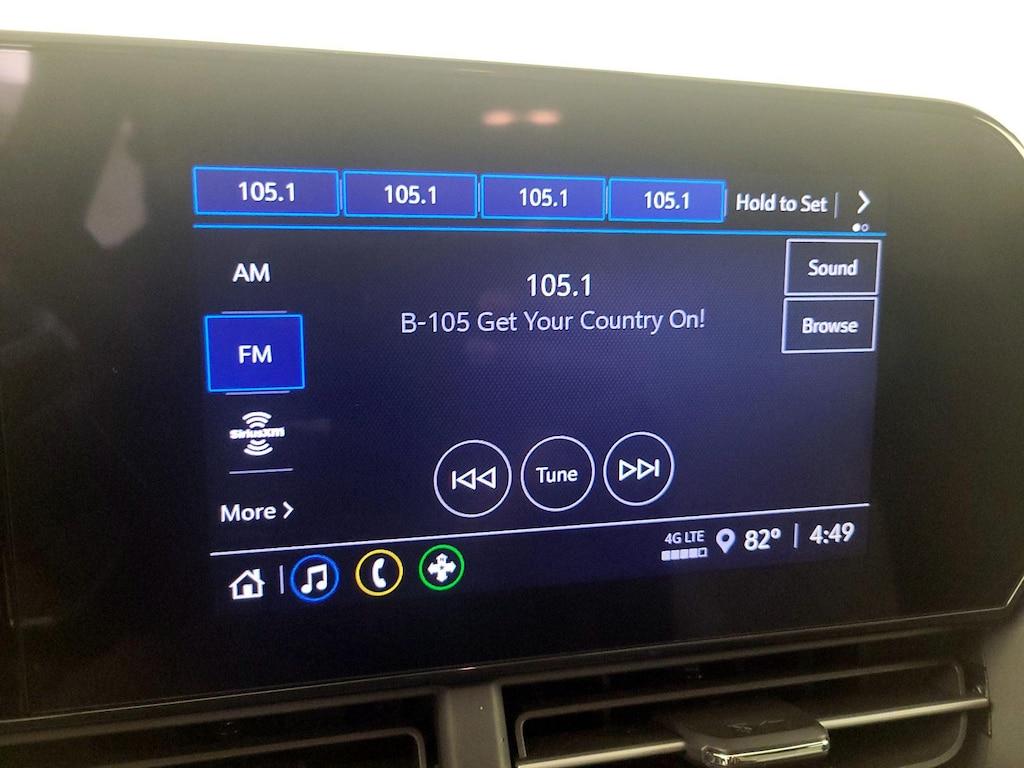 105.1 105.1 105.1 105.1 Hold to Set
AM
105.1
Sound
B-105 Get Your Country On!
Browse
FM
SiriusXM
Tune
More
4G LTE
82° 4:49